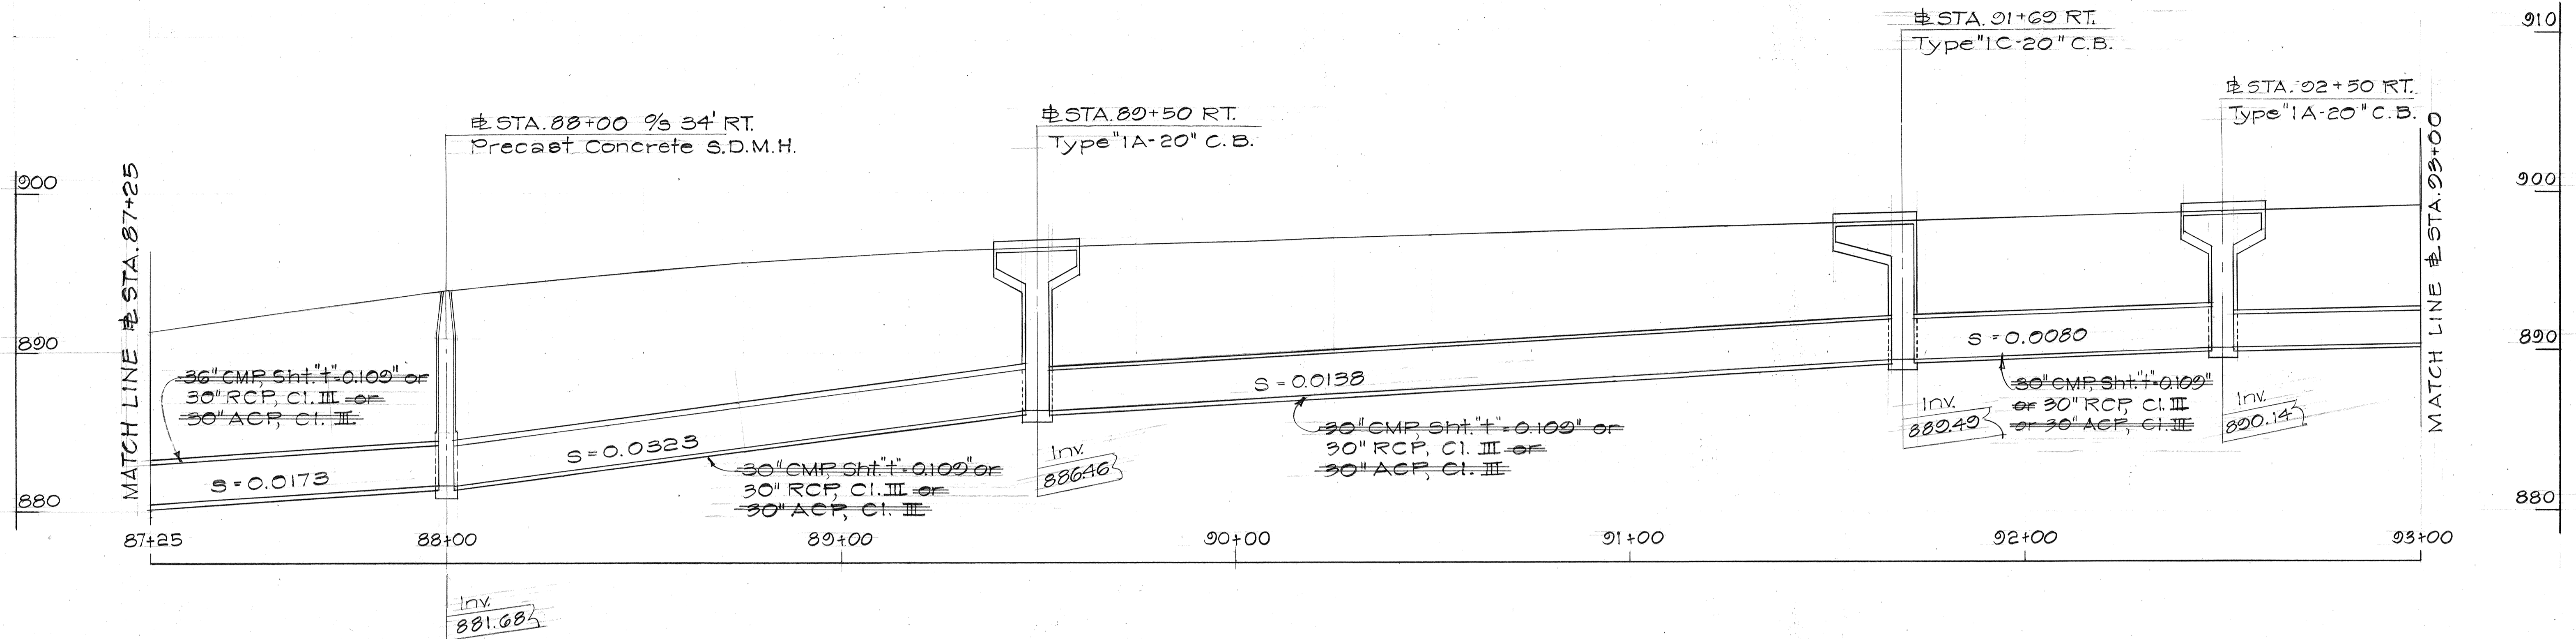 ℄ STA. 91+69 RT.
Type "1C-20" C.B.
℄ STA. 92+50 RT.
Type "1A-20" C.B.
℄ STA. 88+00 o/s 34' RT.
Precast Concrete S.D.M.H.
℄ STA. 89+50 RT.
Type "1A-20" C.B.
910
900
890
880
900
890
880
MATCH LINE ℄ STA. 87+25
MATCH LINE ℄ STA. 93+00
36" CMP, Sht. "t"=0.109" or
30" RCP, Cl. III or
30" ACP, Cl. III
S=0.0173
S=0.0323
30" CMP, Sht. "t"=0.109" or
30" RCP, Cl. III or
30" ACP, Cl. III
Inv.
886.46
S=0.0138
30" CMP, Sht. "t"=0.109" or
30" RCP, Cl. III or
30" ACP, Cl. III
S=0.0080
Inv.
889.49
30" CMP, Sht. "t"=0.109"
or 30" RCP, Cl. III
or 30" ACP, Cl. III
Inv.
890.14
87+25
88+00
89+00
90+00
91+00
92+00
93+00
Inv.
881.68